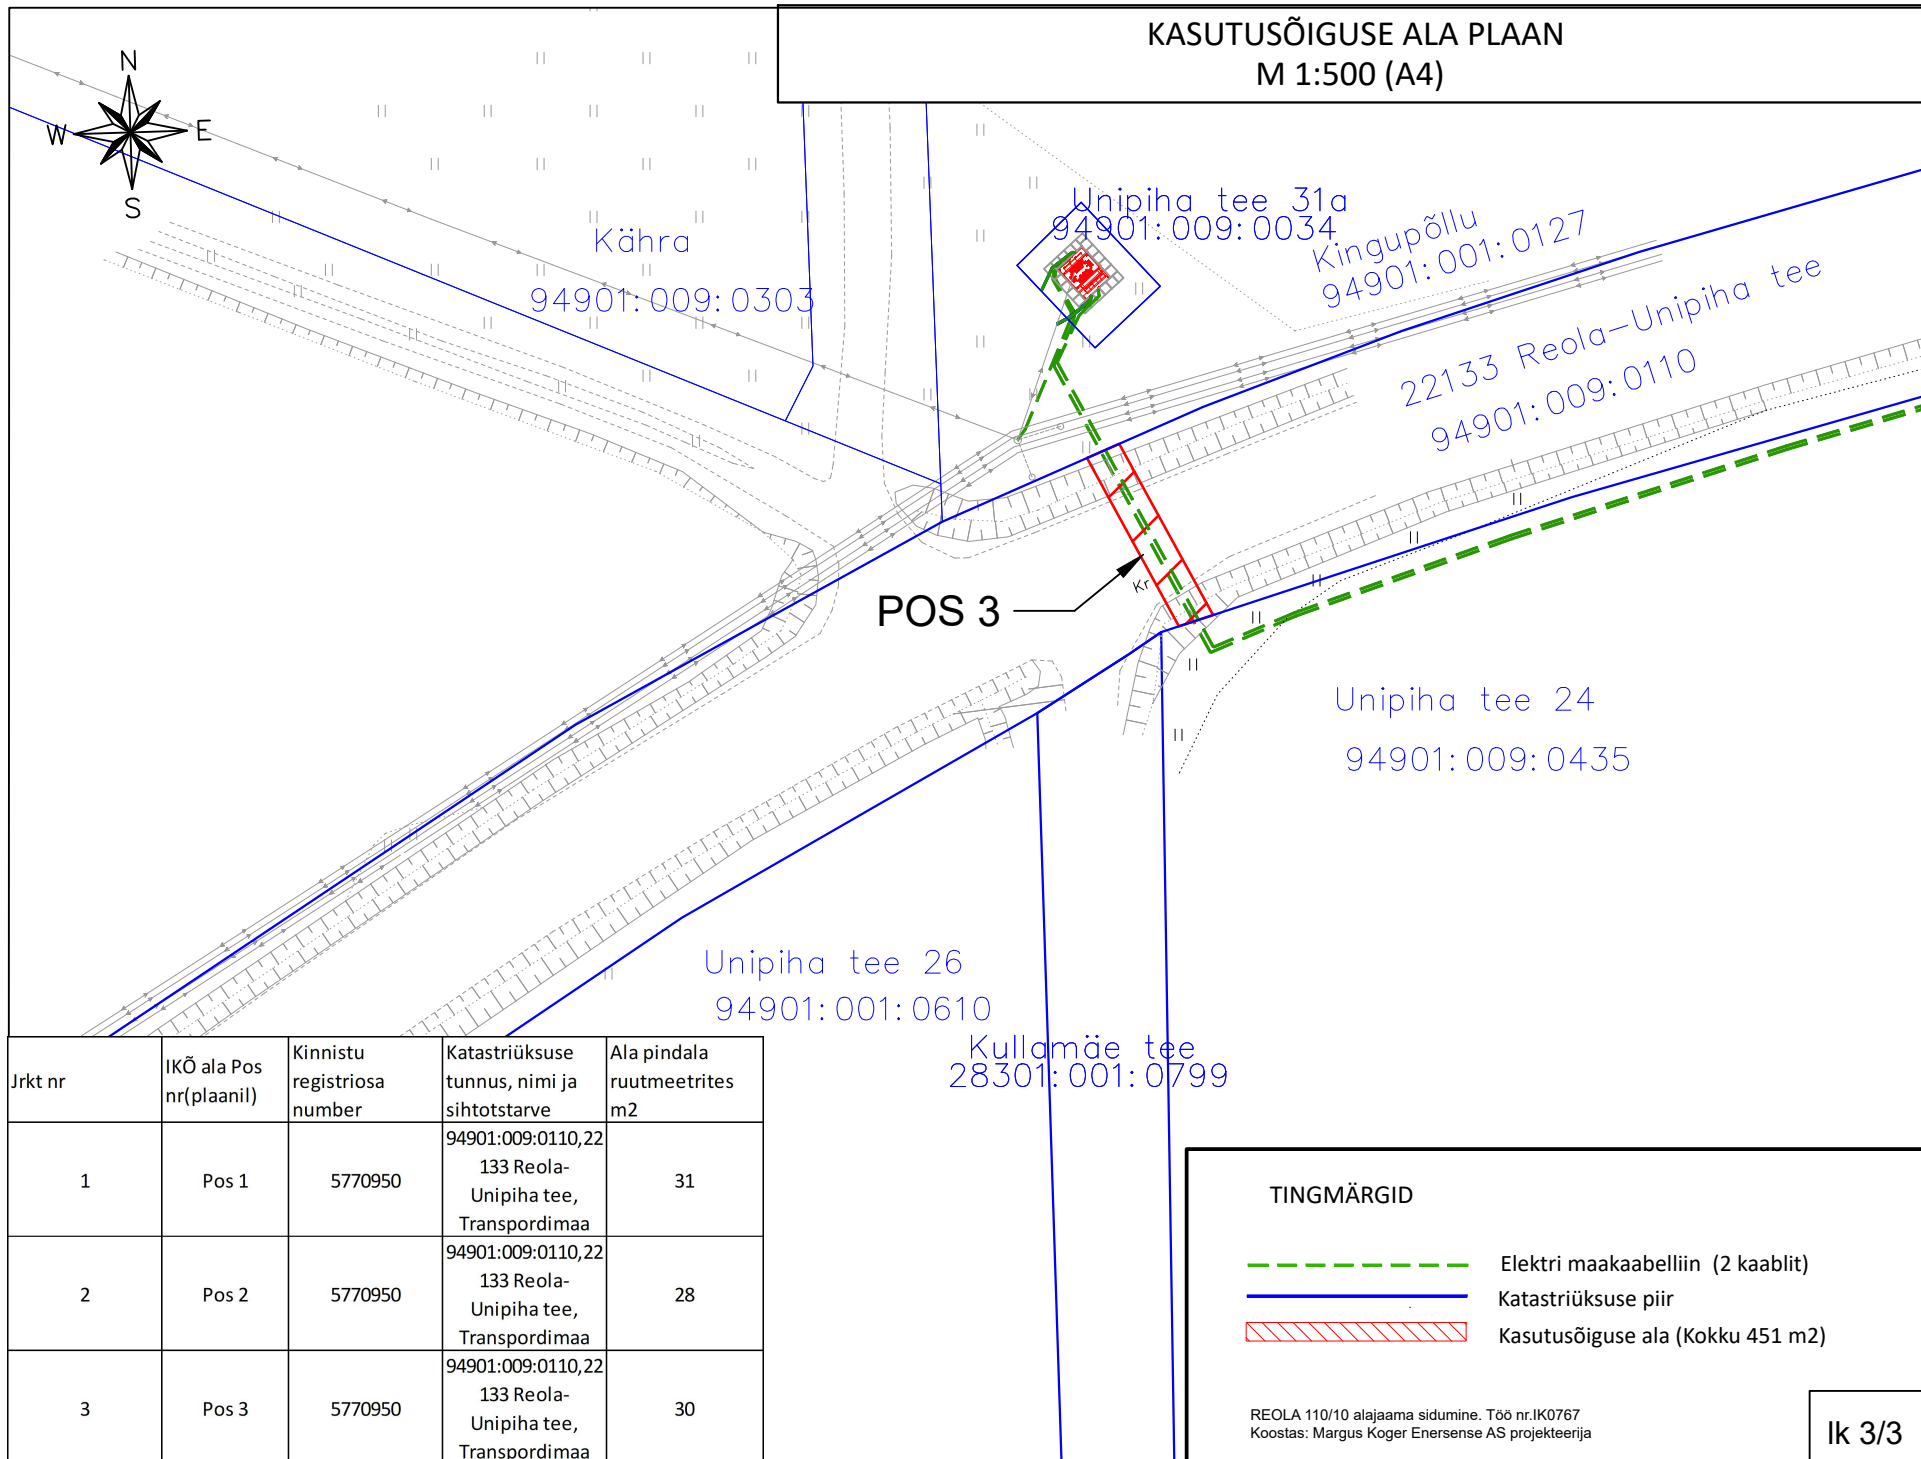 KASUTUSÕIGUSE ALA PLAAN
M 1:500 (A4)
N
W
E
S
Kähra
94901:009:0303
Unipiha tee 31a
94901:009:0034
Kingupõllu
94901:001:0127
22133 Reola-Unipiha tee
94901:009:0110
POS 3
Kr
Unipiha tee 24
94901:009:0435
Unipiha tee 26
94901:001:0610
Kullamäe tee
28301:001:0799
Jrkt nr
IKÕ ala Pos
nr(plaanil)
Kinnistu
registriosa
number
Katastriüksuse
tunnus, nimi ja
sihtotstarve
Ala pindala
ruutmeetrites
m2
1
Pos 1
5770950
94901:009:0110,22
133 Reola-
Unipiha tee,
Transpordimaa
31
2
Pos 2
5770950
94901:009:0110,22
133 Reola-
Unipiha tee,
Transpordimaa
28
3
Pos 3
5770950
94901:009:0110,22
133 Reola-
Unipiha tee,
Transpordimaa
30
TINGMÄRGID
Elektri maakaabelliin (2 kaablit)
Katastriüksuse piir
Kasutusõiguse ala (Kokku 451 m2)
REOLA 110/10 alajaama sidumine. Töö nr.IK0767
Koostas: Margus Koger Enersense AS projekteerija
lk 3/3